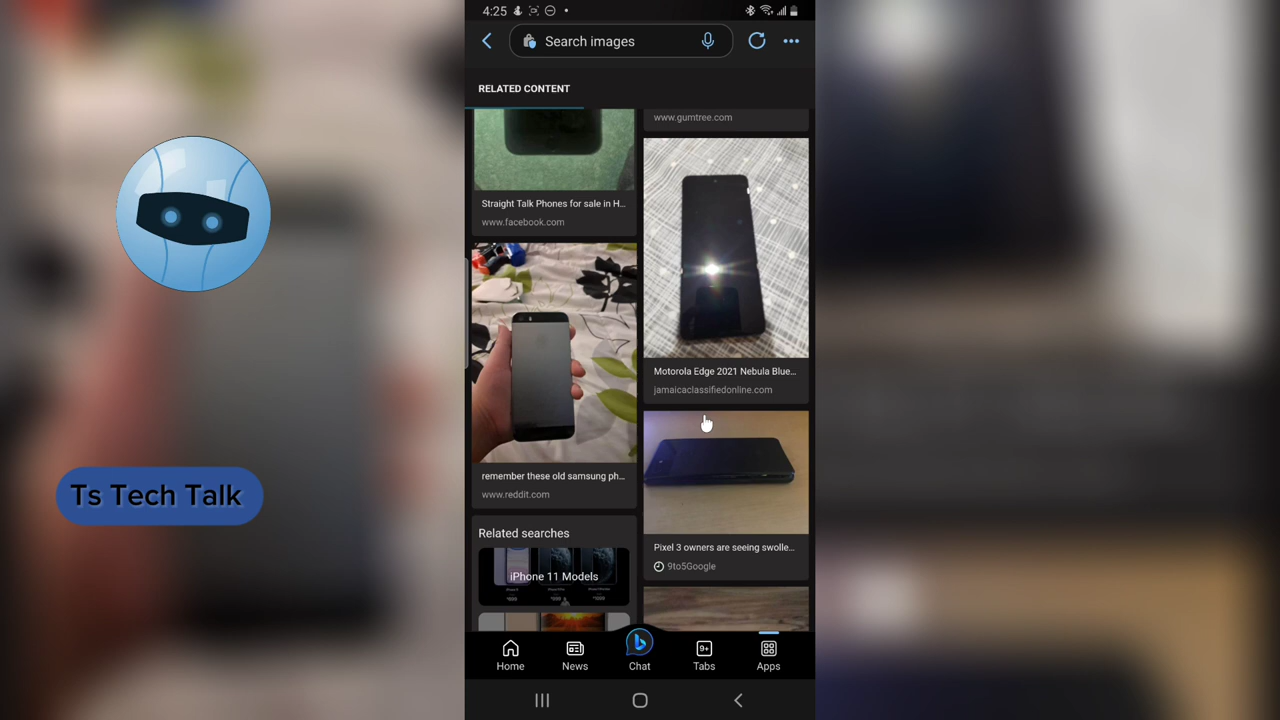 4:25
Search images
RELATED CONTENT
Straight Talk Phones for sale in H...
www.facebook.com
remember these old samsung ph...
www.reddit.com
Related searches
iPhone 11 Models
www.gumtree.com
Motorola Edge 2021 Nebula Blue...
jamaicaclassifiedonline.com
Pixel 3 owners are seeing swolle...
9to5Google
Home
News
Chat
9+
Tabs
Apps
Ts Tech Talk